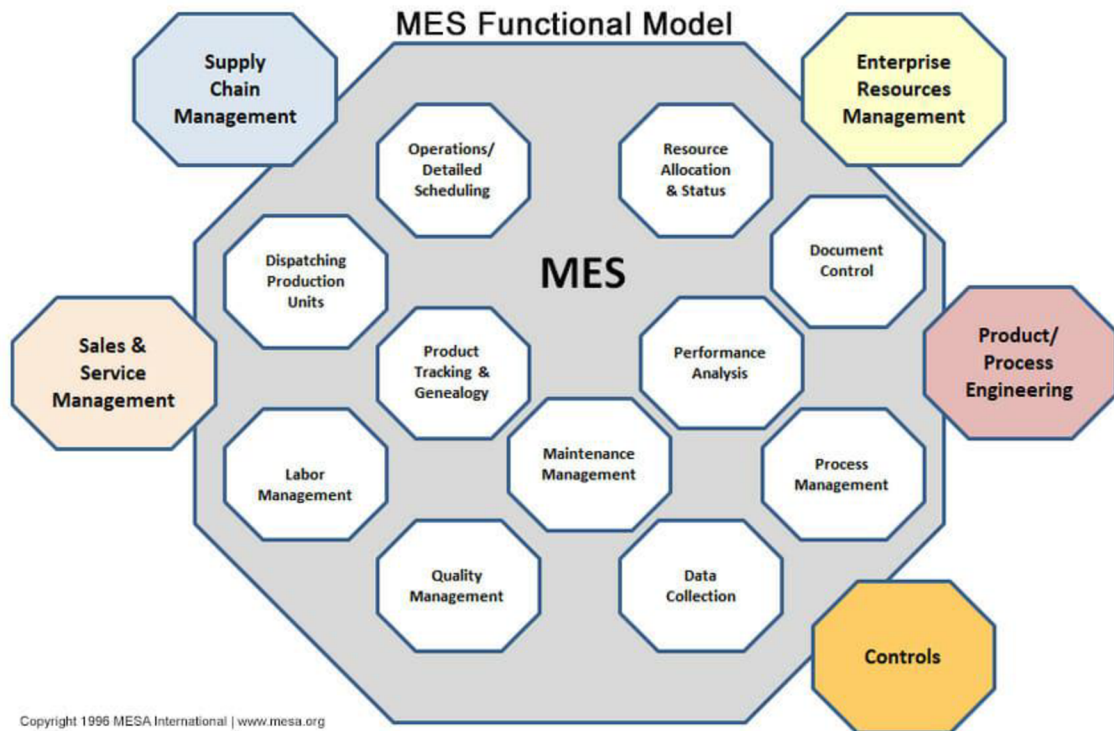 MES Functional Model
Supply
Chain
Management
Enterprise
Resources
Management
Operations/
Detailed
Scheduling
Resource
Allocation
& Status
Dispatching
Production
Units
MES
Document
Control
Sales &
Service
Management
Product
Tracking &
Genealogy
Performance
Analysis
Product/
Process
Engineering
Labor
Management
Maintenance
Management
Process
Management
Quality
Management
Data
Collection
Controls
Copyright 1996 MESA International | www.mesa.org